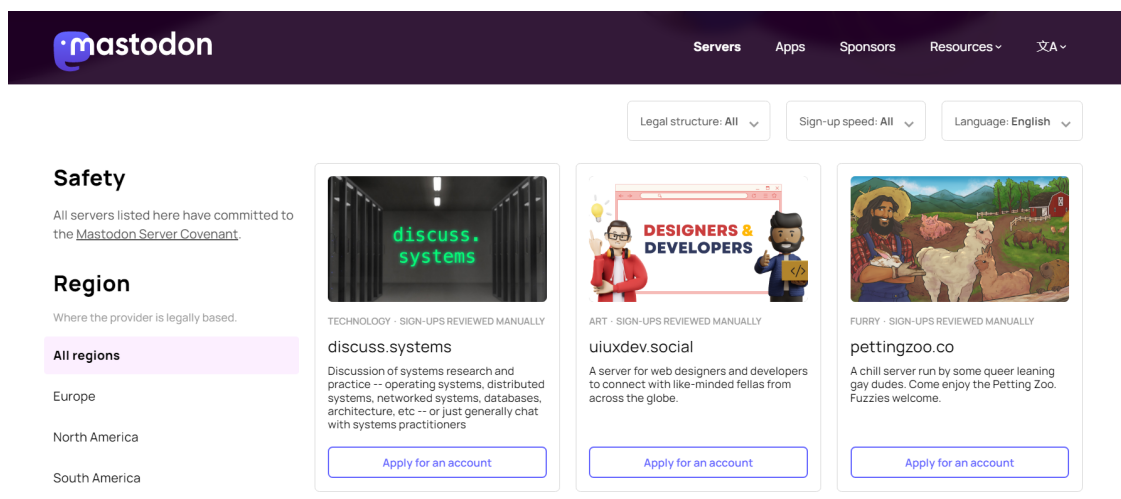 mastodon
Servers Apps Sponsors Resources 文A
Legal structure: All Sign-up speed: All Language: English
Safety
All servers listed here have committed to
the Mastodon Server Covenant.
Region
Where the provider is legally based.
All regions
Europe
North America
South America
discuss.
systems
TECHNOLOGY · SIGN-UPS REVIEWED MANUALLY
discuss.systems
Discussion of systems research and
practice -- operating systems, distributed
systems, networked systems, databases,
architecture, etc -- or just generally chat
with systems practitioners
Apply for an account
DESIGNERS &
DEVELOPERS
</>
ART · SIGN-UPS REVIEWED MANUALLY
uiuxdev.social
A server for web designers and developers
to connect with like-minded fellas from
across the globe.
Apply for an account
FURRY · SIGN-UPS REVIEWED MANUALLY
pettingzoo.co
A chill server run by some queer leaning
gay dudes. Come enjoy the Petting Zoo.
Fuzzies welcome.
Apply for an account